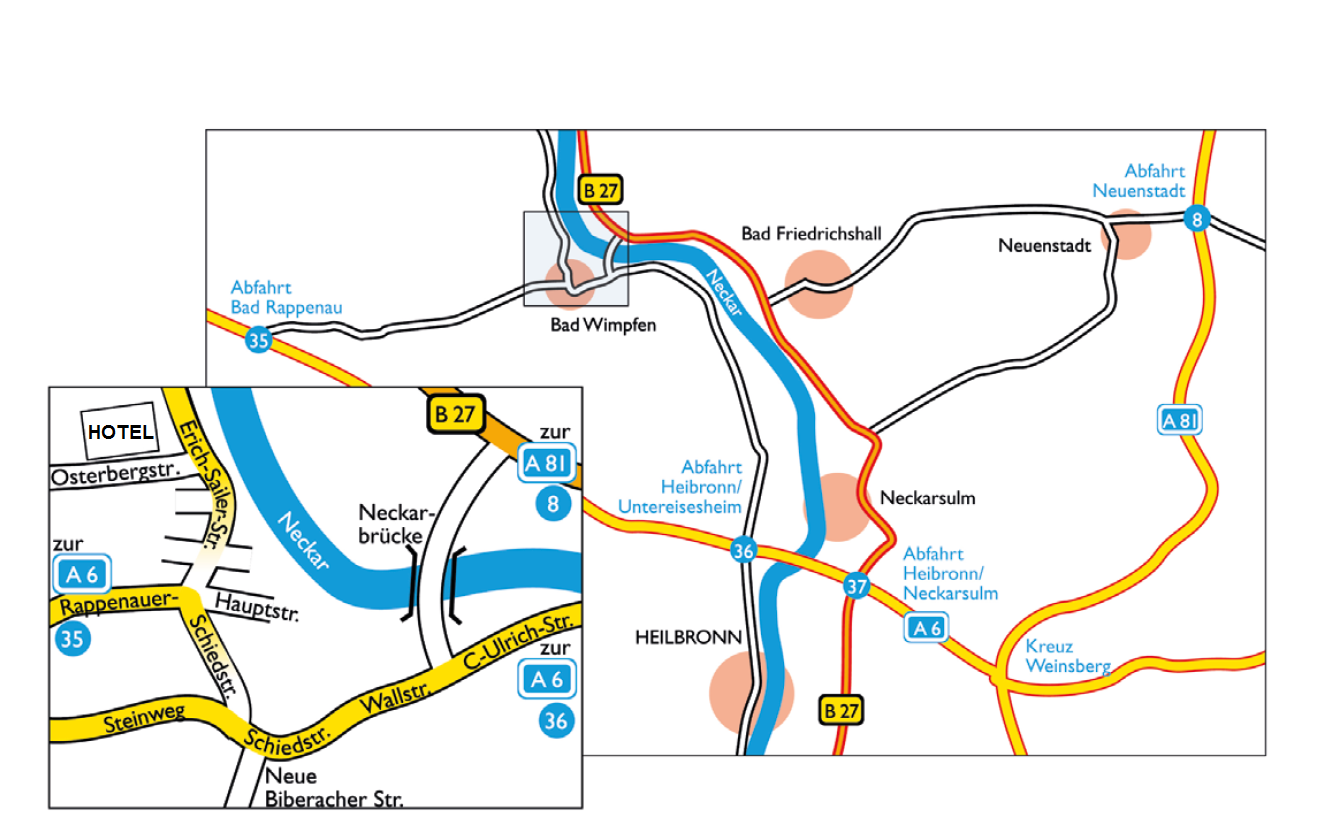 B 27
Abfahrt
Neuenstadt
8
Bad Friedrichshall
Neuenstadt
Neckar
Abfahrt
Bad Rappenau
35
Bad Wimpfen
A 81
Abfahrt
Heibronn/
Untereisesheim
36
Neckarsulm
Abfahrt
Heibronn/
Neckarsulm
37
A 6
HEILBRONN
Kreuz
Weinsberg
B 27
HOTEL
Erich-Sailer-Str.
Osterbergstr.
B 27
zur
A 81
8
Neckar
Neckar-
brücke
zur
A 6
Rappenauer-
35
Hauptstr.
Schiedstr.
C-Ulrich-Str.
zur
A 6
36
Wallstr.
Steinweg
Schiedstr.
Neue
Biberacher Str.